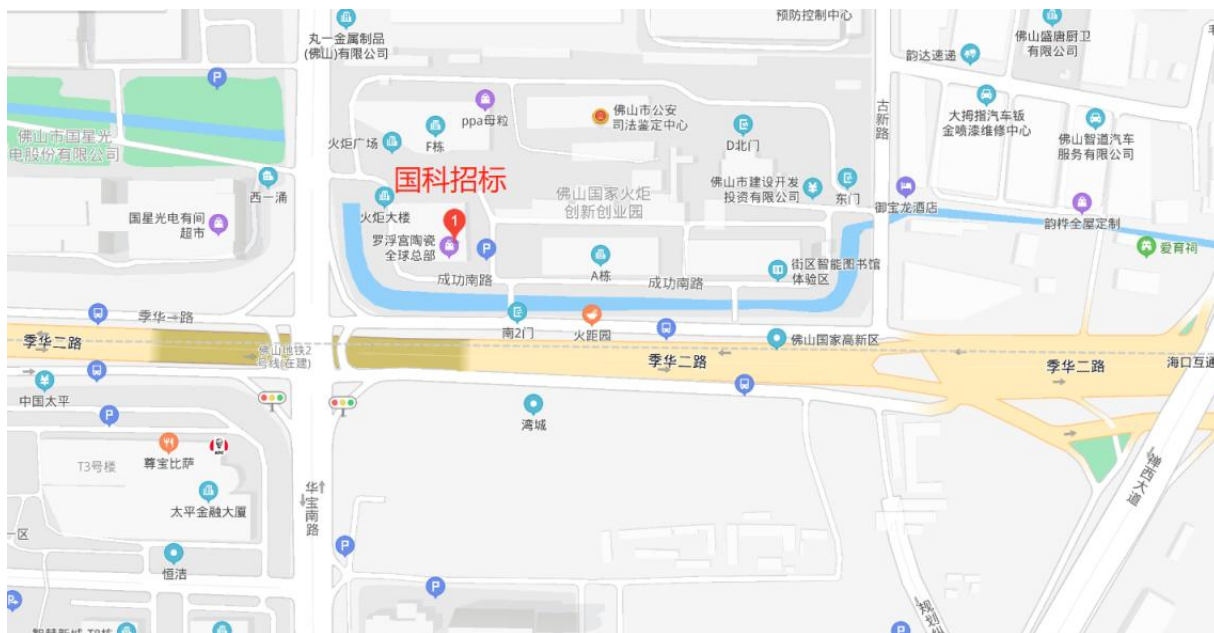 预防控制中心
丸一金属制品
(佛山)有限公司
佛山盛唐厨卫
有限公司
韵达速递
P
ppa母粒
佛山市公安
司法鉴定中心
古新路
大拇指汽车钣
金喷漆维修中心
佛山智道汽车
服务有限公司
佛山市国星光
电股份有限公司
火炬广场
F栋
D北门
国科招标
西一涌
佛山国家火炬
创新创业园
佛山市建设开发
投资有限公司
东门
御宝龙酒店
韵桦全屋定制
国星光电有间
超市
火炬大楼
1
罗浮宫陶瓷
全球总部
P
爱育祠
成功南路
A栋
成功南路
街区智能图书馆
体验区
季华一路
南2门
火距园
佛山国家高新区
季华二路
佛山地铁2
号线(在建)
季华二路
季华二路
海口互通
中国太平
P
湾城
T3号楼
尊宝比萨
KFC
禅西大道
太平金融大厦
华宝南路
一区
恒洁
P
P
P
P
规划纵